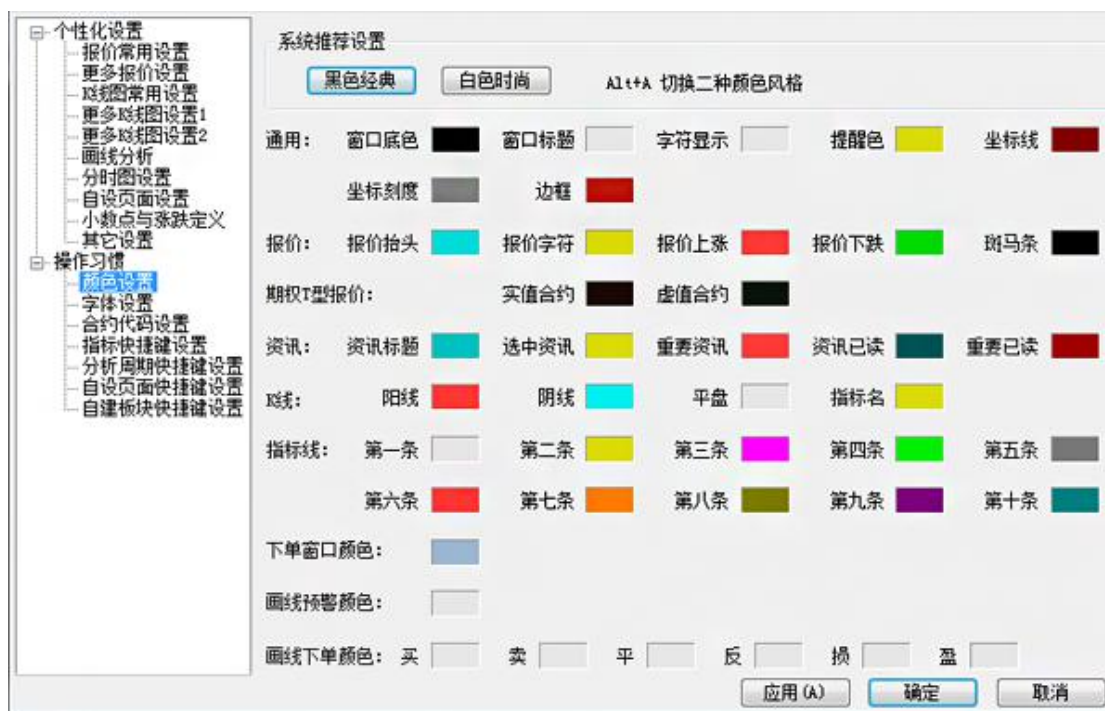 个性化设置
报价常用设置
更多报价设置
K线图常用设置
更多K线图设置1
更多K线图设置2
画线分析
分时图设置
自设页面设置
小数点与涨跌定义
其它设置
操作习惯
颜色设置
字体设置
合约代码设置
指标快捷键设置
分析周期快捷键设置
自设页面快捷键设置
自建板块快捷键设置
系统推荐设置
黑色经典 白色时尚 Alt+A 切换二种颜色风格
通用: 窗口底色 窗口标题 字符显示 提醒色 坐标线
坐标刻度 边框
报价: 报价抬头 报价字符 报价上涨 报价下跌 斑马条
期权T型报价: 实值合约 虚值合约
资讯: 资讯标题 选中资讯 重要资讯 资讯已读 重要已读
K线: 阳线 阴线 平盘 指标名
指标线: 第一条 第二条 第三条 第四条 第五条
第六条 第七条 第八条 第九条 第十条
下单窗口颜色:
画线预警颜色:
画线下单颜色: 买 卖 平 反 损 盈
应用(A) 确定 取消